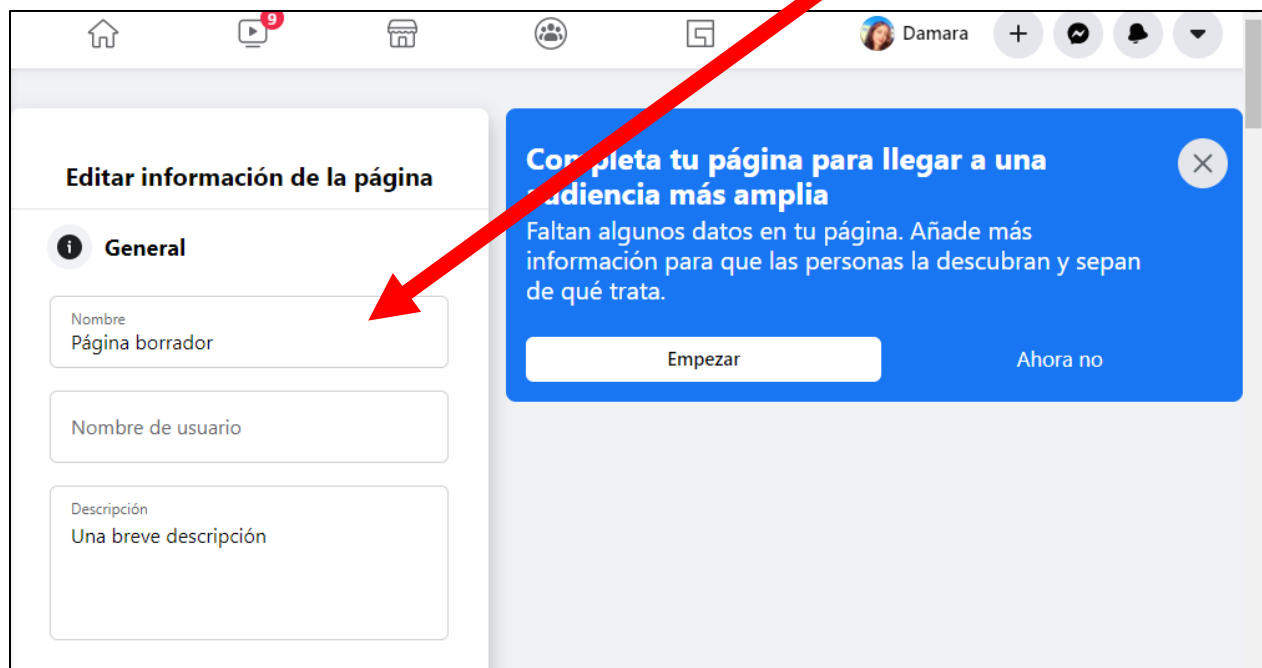 9
Damara
Editar información de la página
General
Nombre
Página borrador
Nombre de usuario
Descripción
Una breve descripción
Completa tu página para llegar a una
audiencia más amplia
Faltan algunos datos en tu página. Añade más
información para que las personas la descubran y sepan
de qué trata.
Empezar
Ahora no